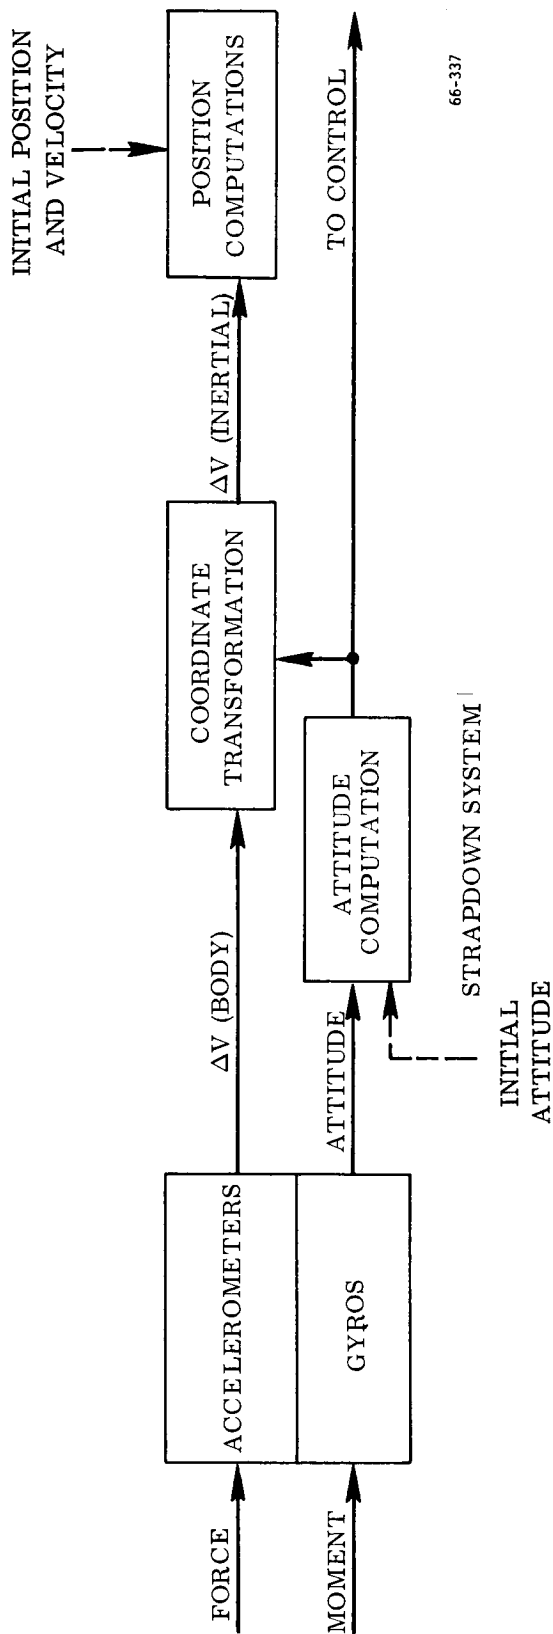 INITIAL POSITION
AND VELOCITY
FORCE
ACCELEROMETERS
ΔV (BODY)
COORDINATE
TRANSFORMATION
ΔV (INERTIAL)
POSITION
COMPUTATIONS
MOMENT
GYROS
ATTITUDE
ATTITUDE
COMPUTATION
TO CONTROL
INITIAL
ATTITUDE
STRAPDOWN SYSTEM
66-337